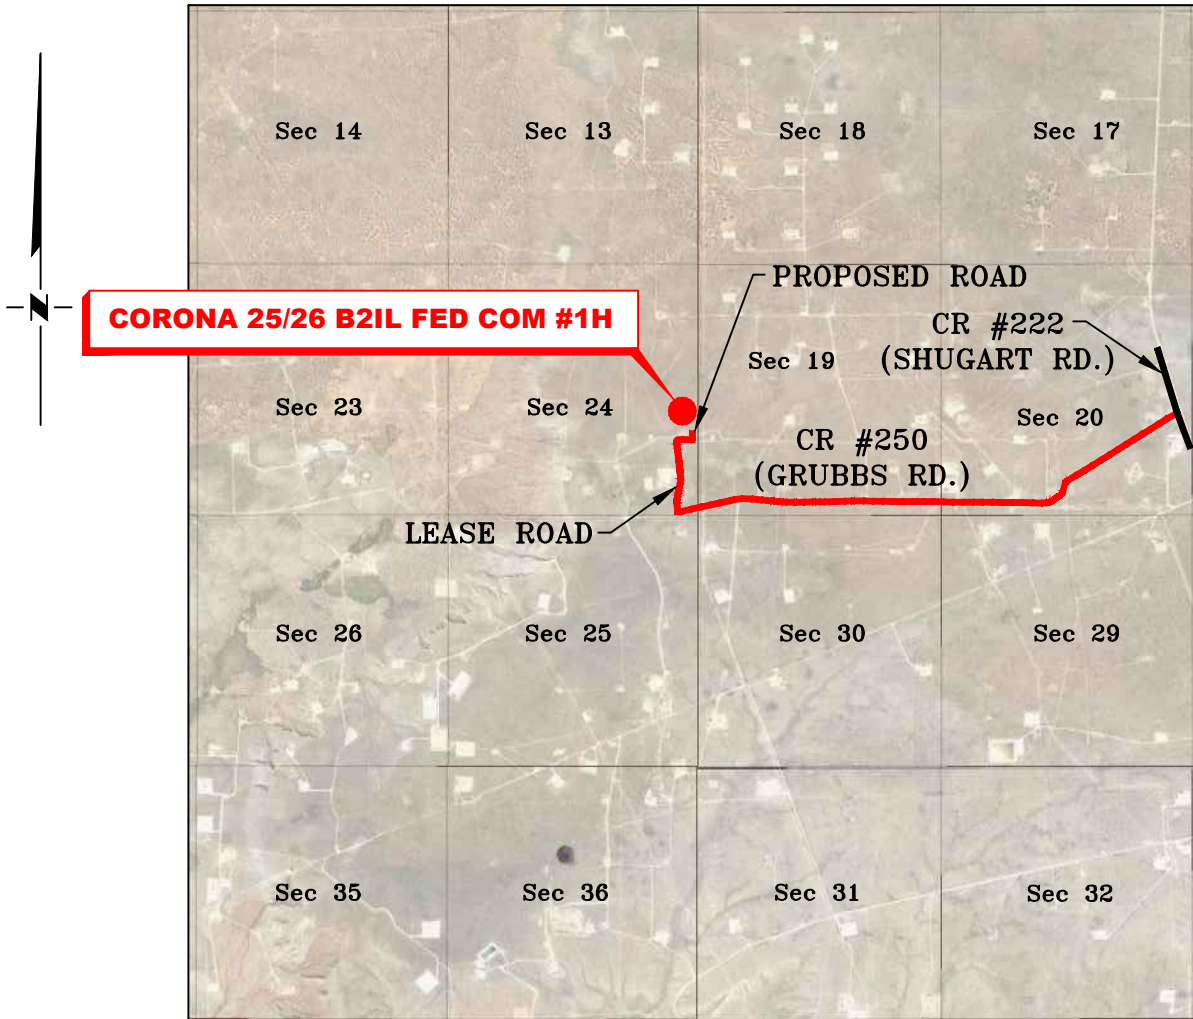 Sec 14
Sec 13
Sec 18
Sec 17
PROPOSED ROAD
CORONA 25/26 B2IL FED COM #1H
CR #222
(SHUGART RD.)
Sec 19
Sec 23
Sec 24
Sec 20
CR #250
(GRUBBS RD.)
LEASE ROAD
N
Sec 26
Sec 25
Sec 30
Sec 29
Sec 35
Sec 36
Sec 31
Sec 32